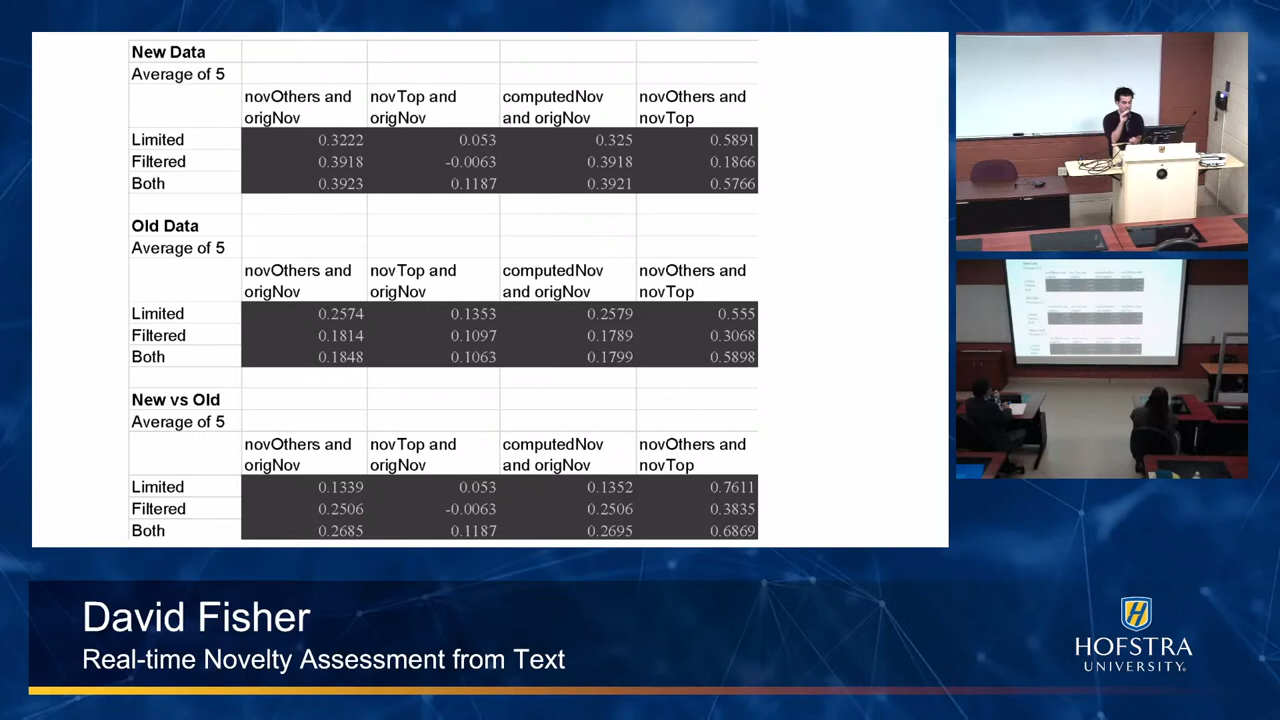 New Data
Average of 5
novOthers and origNov novTop and origNov computedNov and origNov novOthers and novTop
Limited 0.3222 0.053 0.325 0.5891
Filtered 0.3918 -0.0063 0.3918 0.1866
Both 0.3923 0.1187 0.3921 0.5766
Old Data
Average of 5
novOthers and origNov novTop and origNov computedNov and origNov novOthers and novTop
Limited 0.2574 0.1353 0.2579 0.555
Filtered 0.1814 0.1097 0.1789 0.3068
Both 0.1848 0.1063 0.1799 0.5898
New vs Old
Average of 5
novOthers and origNov novTop and origNov computedNov and origNov novOthers and novTop
Limited 0.1339 0.053 0.1352 0.7611
Filtered 0.2506 -0.0063 0.2506 0.3835
Both 0.2685 0.1187 0.2695 0.6869
David Fisher
Real-time Novelty Assessment from Text
HOFSTRA
UNIVERSITY